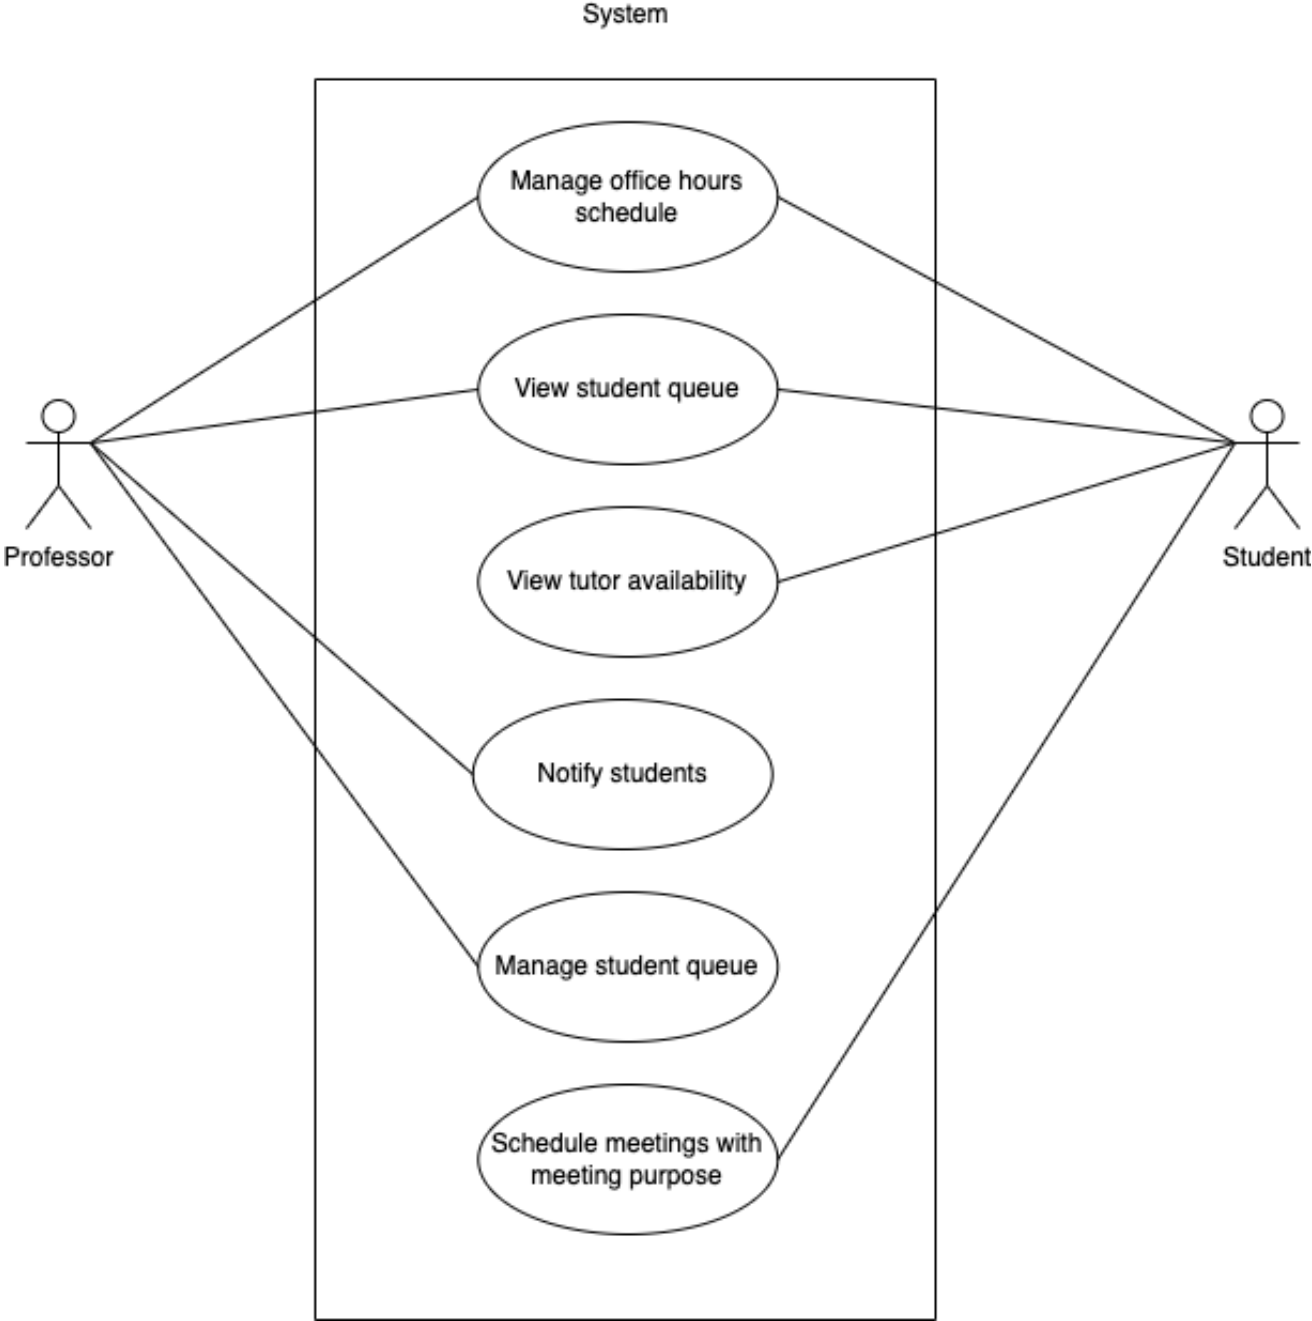 System
Manage office hours
schedule
View student queue
Professor
Student
View tutor availability
Notify students
Manage student queue
Schedule meetings with
meeting purpose